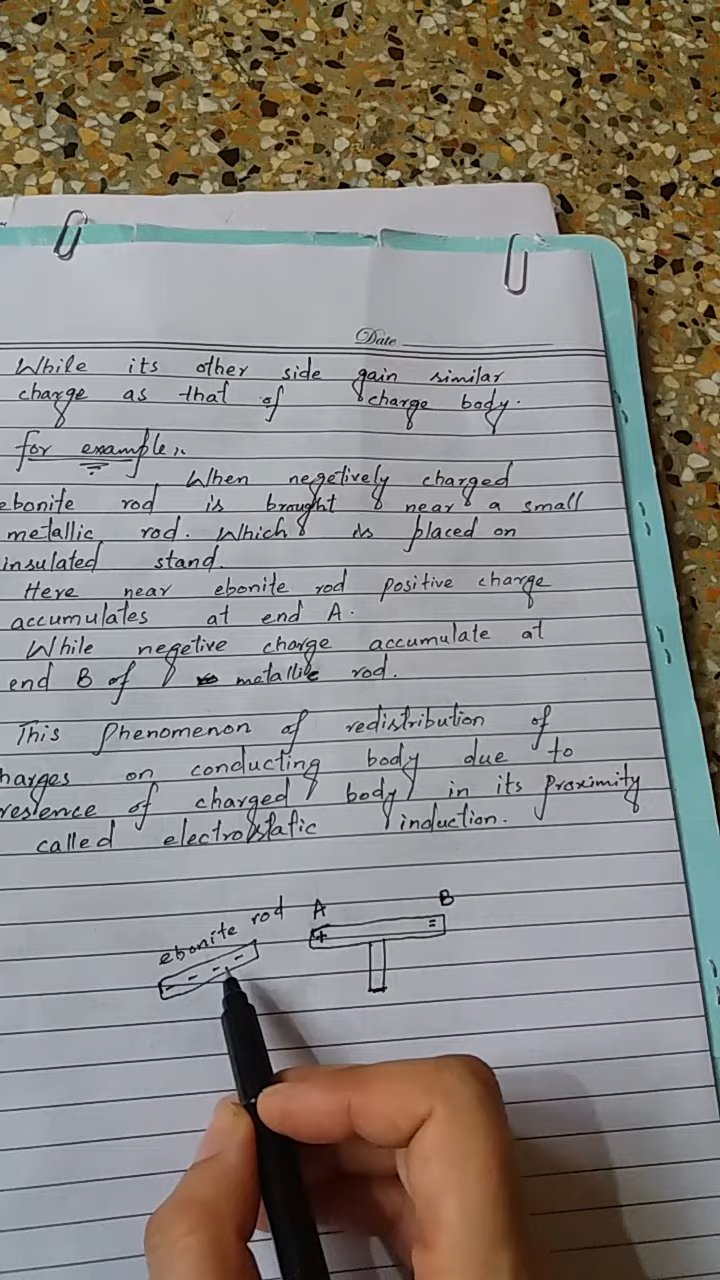 Date
While its other side gain similar
charge as that of charge body.
for example:.
When negetively charged
ebonite rod is brought near a small
metallic rod. Which is placed on
insulated stand.
Here near ebonite rod positive charge
accumulates at end A.
While negetive charge accumulate at
end B of metallic rod.
This Phenomenon of redistribution of
harges on conducting body due to
resence of charged body in its proximity
called electrostatic induction.
ebonite rod A B